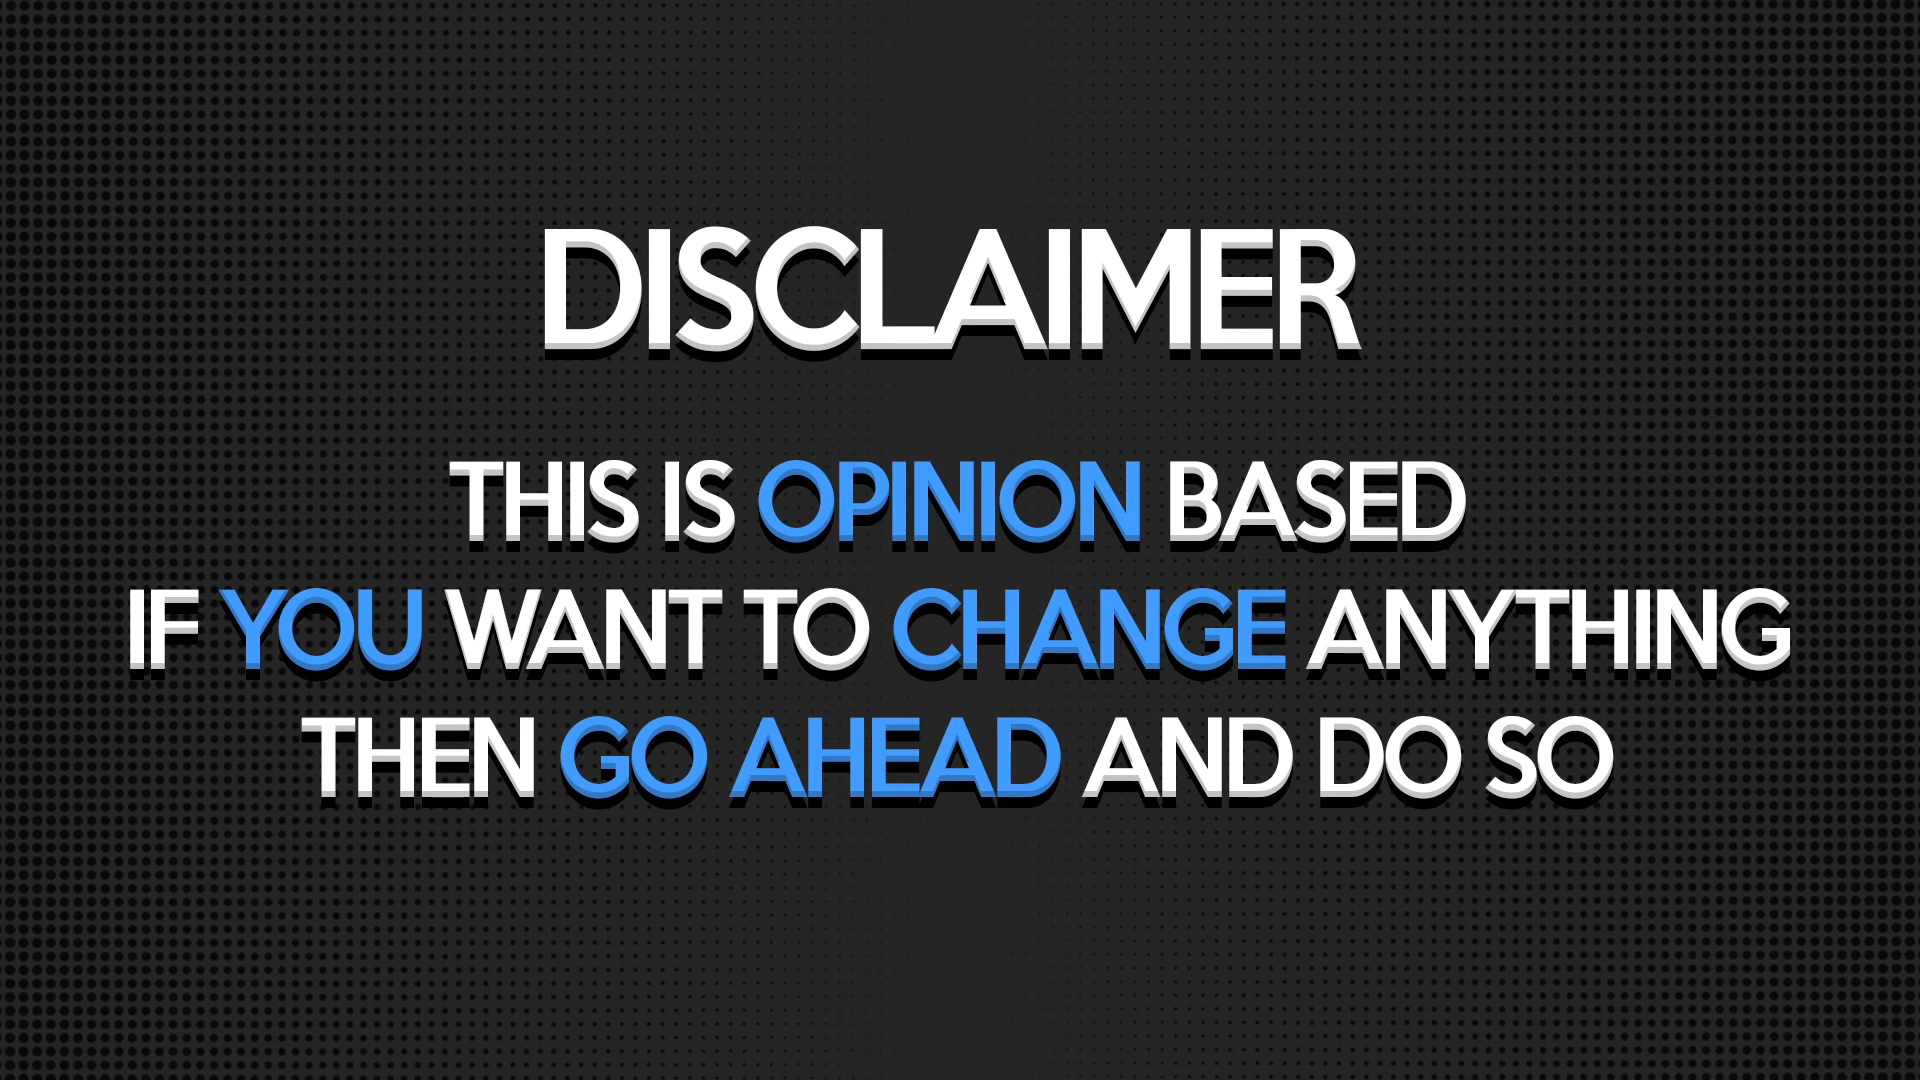 DISCLAIMER
THIS IS OPINION BASED
IF YOU WANT TO CHANGE ANYTHING
THEN GO AHEAD AND DO SO